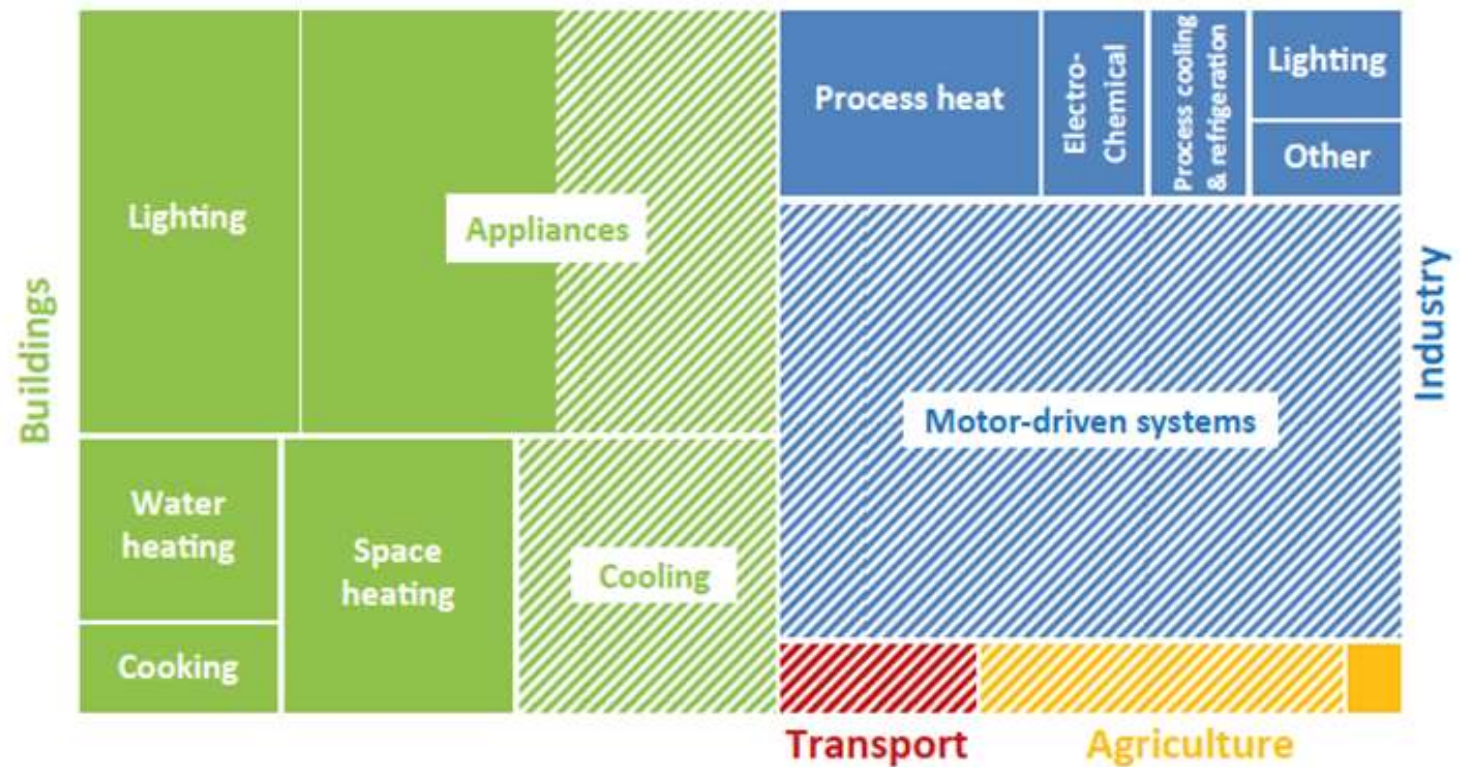 Buildings
Lighting
Appliances
Water
heating
Cooking
Space
heating
Cooling
Process heat
Electro-
Chemical
Process cooling
& refrigeration
Lighting
Other
Motor-driven systems
Industry
Transport
Agriculture